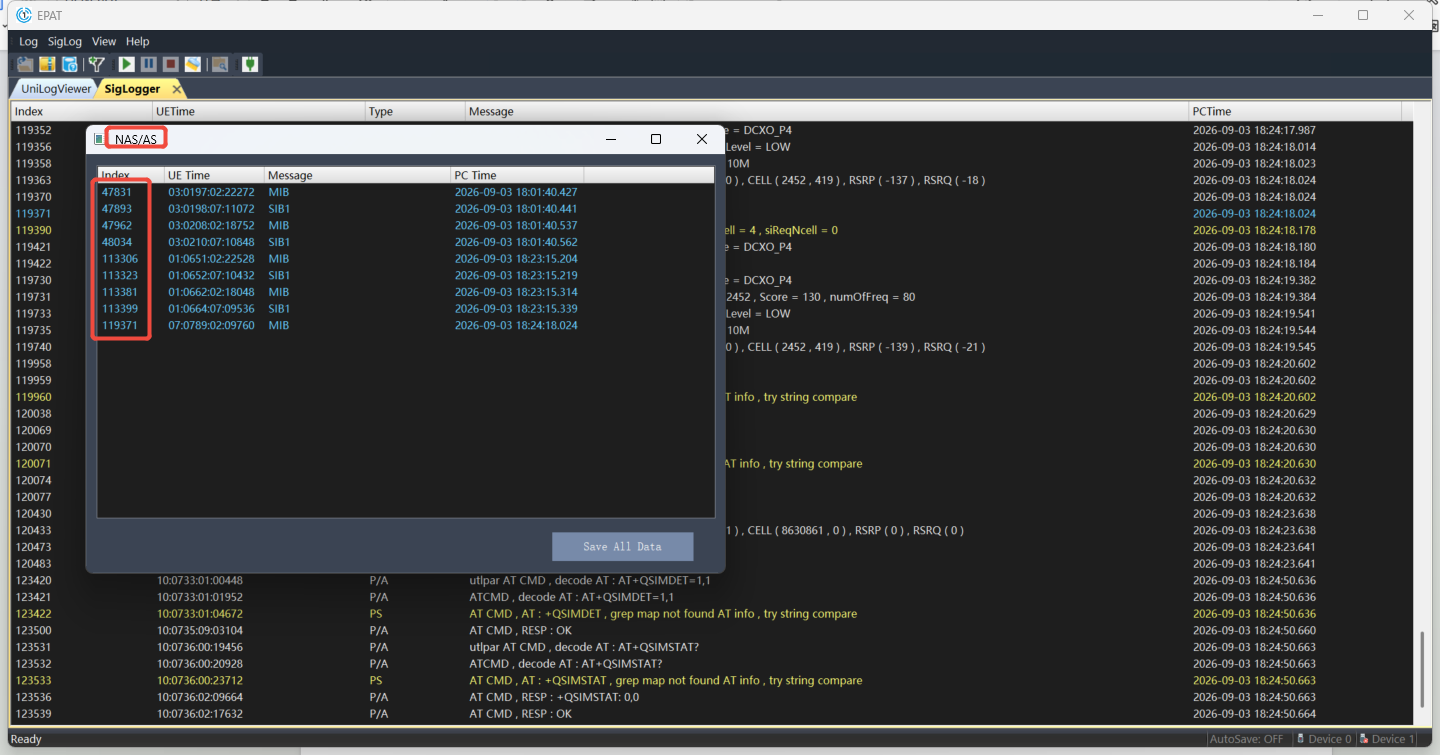 EPAT
Log SigLog View Help
UniLogViewer SigLogger
Index UETime Type Message PCTime
119352 = DCXO_P4 2026-09-03 18:24:17.987
119356 Level = LOW 2026-09-03 18:24:18.014
119358 10M 2026-09-03 18:24:18.023
119363 0 ) , CELL ( 2452 , 419 ) , RSRP ( -137 ) , RSRQ ( -18 ) 2026-09-03 18:24:18.024
119370 2026-09-03 18:24:18.024
119371 2026-09-03 18:24:18.024
119390 ell = 4 , siReqNcell = 0 2026-09-03 18:24:18.178
119421 = DCXO_P4 2026-09-03 18:24:18.180
119422 2026-09-03 18:24:18.184
119730 = DCXO_P4 2026-09-03 18:24:19.382
119731 2452 , Score = 130 , numOfFreq = 80 2026-09-03 18:24:19.384
119733 Level = LOW 2026-09-03 18:24:19.541
119735 10M 2026-09-03 18:24:19.544
119740 0 ) , CELL ( 2452 , 419 ) , RSRP ( -139 ) , RSRQ ( -21 ) 2026-09-03 18:24:19.545
119958 2026-09-03 18:24:20.602
119959 2026-09-03 18:24:20.602
119960 T info , try string compare 2026-09-03 18:24:20.602
120038 2026-09-03 18:24:20.629
120069 2026-09-03 18:24:20.630
120070 2026-09-03 18:24:20.630
120071 AT info , try string compare 2026-09-03 18:24:20.630
120074 2026-09-03 18:24:20.632
120077 2026-09-03 18:24:20.632
120430 2026-09-03 18:24:23.638
120433 1 ) , CELL ( 8630861 , 0 ) , RSRP ( 0 ) , RSRQ ( 0 ) 2026-09-03 18:24:23.638
120473 2026-09-03 18:24:23.641
120483 2026-09-03 18:24:23.641
123420 10:0733:01:00448 P/A utlpar AT CMD , decode AT : AT+QSIMDET=1,1 2026-09-03 18:24:50.636
123421 10:0733:01:01952 P/A ATCMD , decode AT : AT+QSIMDET=1,1 2026-09-03 18:24:50.636
123422 10:0733:01:04672 PS AT CMD , AT : +QSIMDET , grep map not found AT info , try string compare 2026-09-03 18:24:50.636
123500 10:0735:09:03104 P/A AT CMD , RESP : OK 2026-09-03 18:24:50.660
123531 10:0736:00:19456 P/A utlpar AT CMD , decode AT : AT+QSIMSTAT? 2026-09-03 18:24:50.663
123532 10:0736:00:20928 P/A ATCMD , decode AT : AT+QSIMSTAT? 2026-09-03 18:24:50.663
123533 10:0736:00:23712 PS AT CMD , AT : +QSIMSTAT , grep map not found AT info , try string compare 2026-09-03 18:24:50.663
123536 10:0736:02:09664 P/A AT CMD , RESP : +QSIMSTAT: 0,0 2026-09-03 18:24:50.663
123539 10:0736:02:17632 P/A AT CMD , RESP : OK 2026-09-03 18:24:50.664
NAS/AS
Index UE Time Message PC Time
47831 03:0197:02:22272 MIB 2026-09-03 18:01:40.427
47893 03:0198:07:11072 SIB1 2026-09-03 18:01:40.441
47962 03:0208:02:18752 MIB 2026-09-03 18:01:40.537
48034 03:0210:07:10848 SIB1 2026-09-03 18:01:40.562
113306 01:0651:02:22528 MIB 2026-09-03 18:23:15.204
113323 01:0652:07:10432 SIB1 2026-09-03 18:23:15.219
113381 01:0662:02:18048 MIB 2026-09-03 18:23:15.314
113399 01:0664:07:09536 SIB1 2026-09-03 18:23:15.339
119371 07:0789:02:09760 MIB 2026-09-03 18:24:18.024
Save All Data
Ready AutoSave: OFF Device 0 Device 1